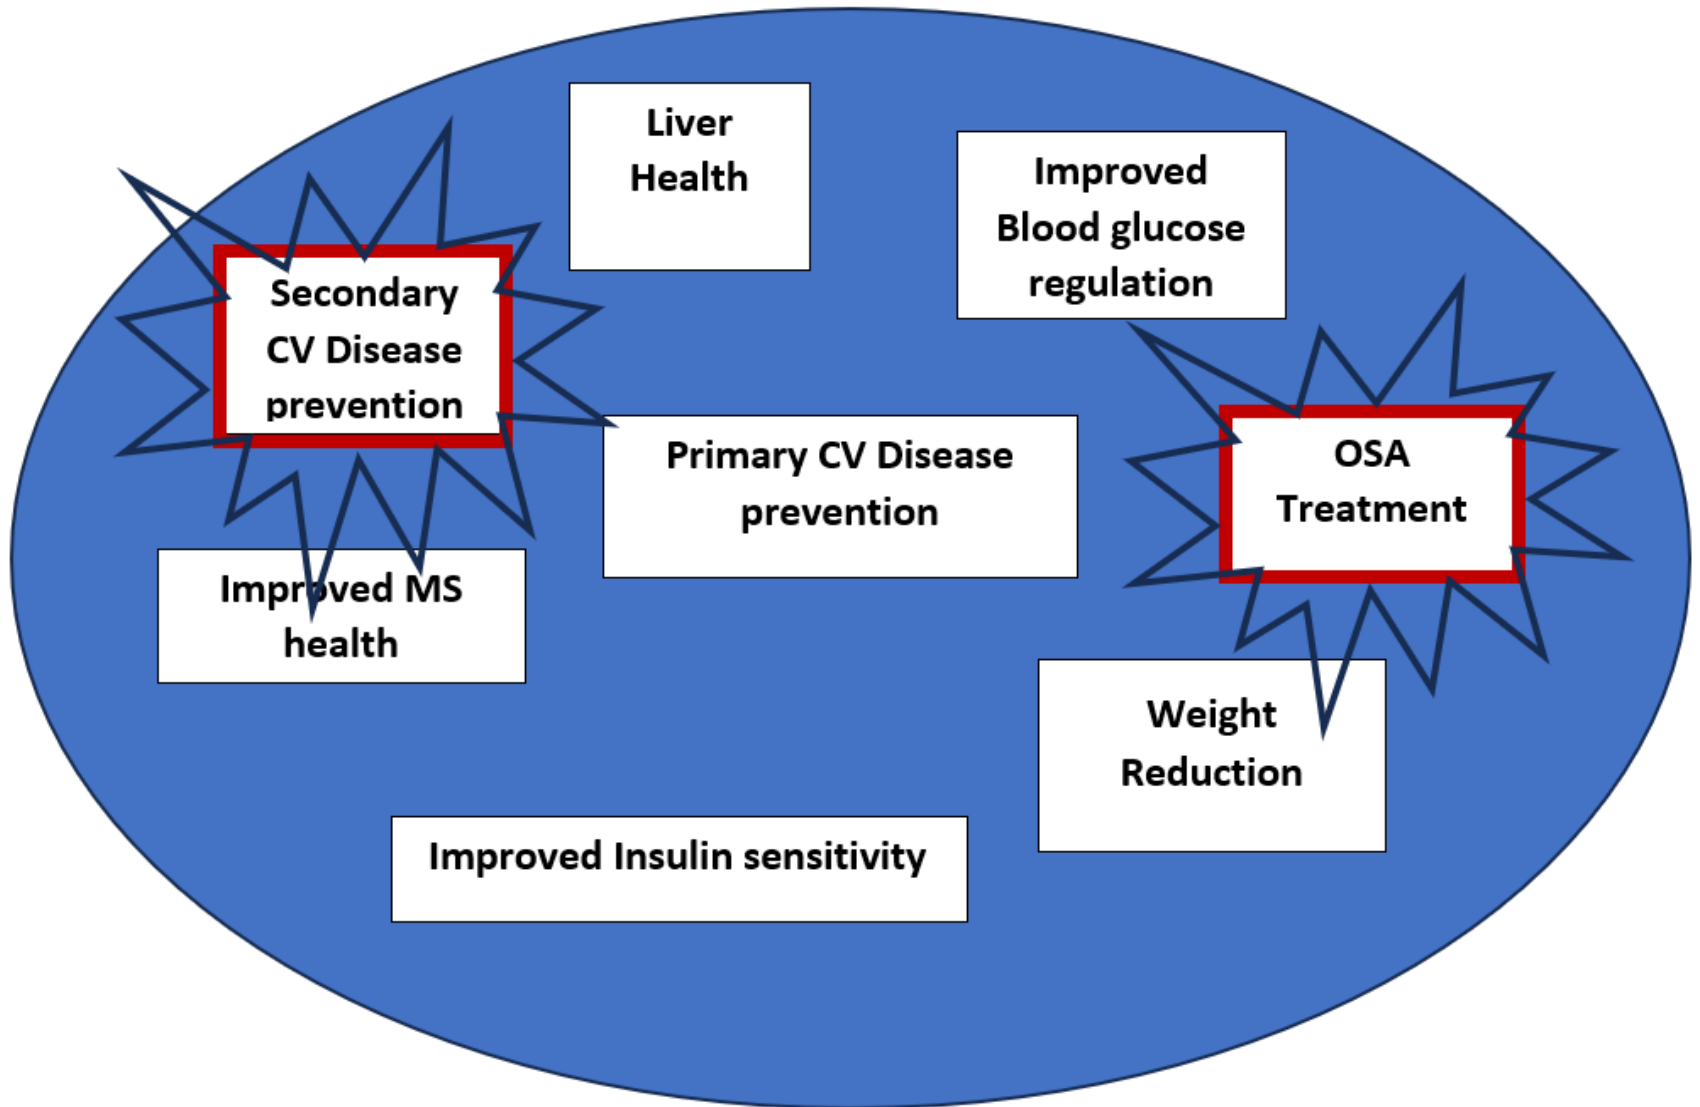 Liver
Health
Improved
Blood glucose
regulation
Secondary
CV Disease
prevention
Primary CV Disease
prevention
OSA
Treatment
Improved MS
health
Weight
Reduction
Improved Insulin sensitivity